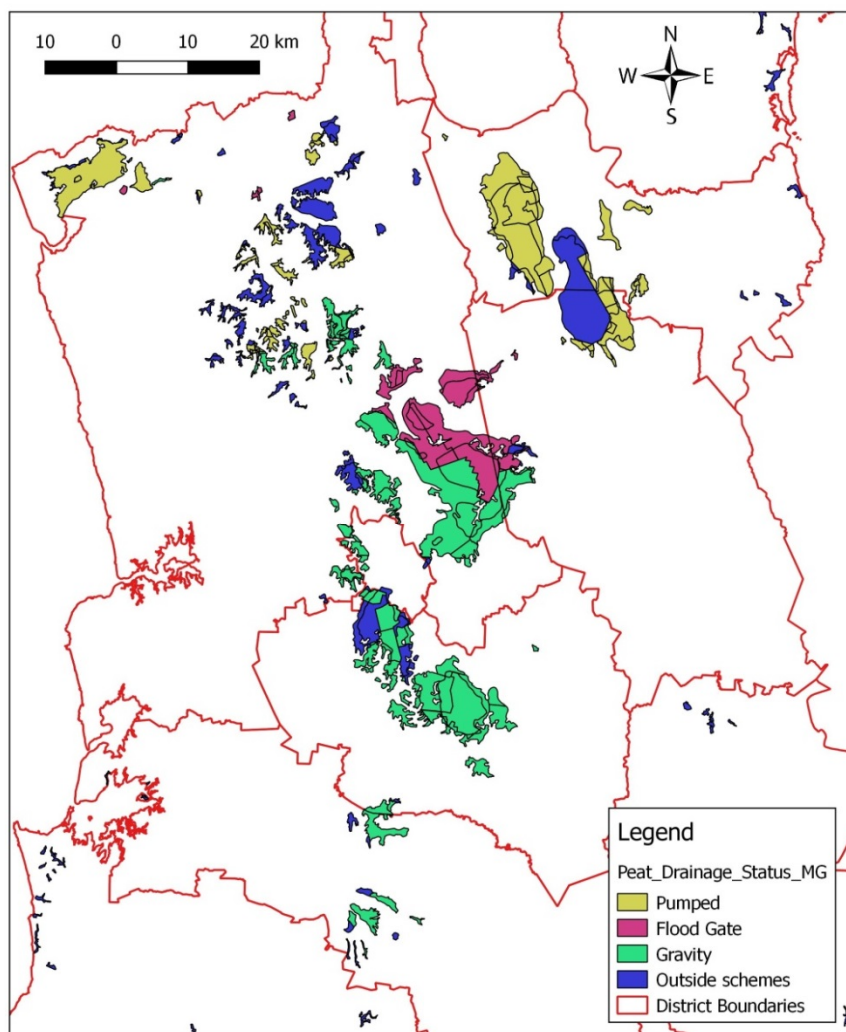 10 0 10 20 km
N
W E
S
Legend
Peat_Drainage_Status_MG
Pumped
Flood Gate
Gravity
Outside schemes
District Boundaries